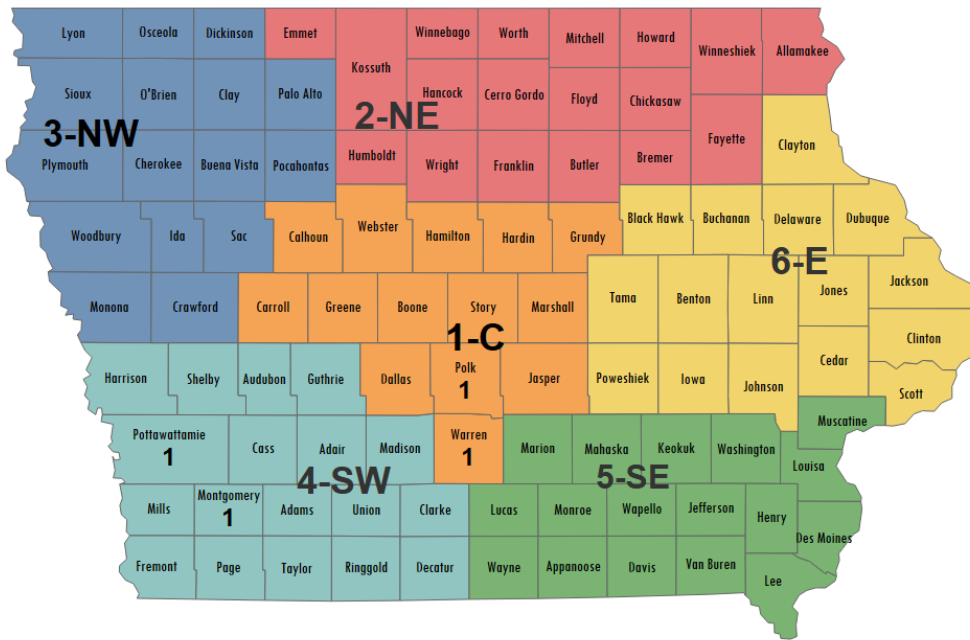 Lyon Osceola Dickinson Emmet Winnebago Worth Mitchell Howard Winneshiek Allamakee
Kossuth
Sioux O'Brien Clay Palo Alto Hancock Cerro Gordo Floyd Chickasaw
3-NW 2-NE
Fayette Clayton
Plymouth Cherokee Buena Vista Pocahontas Humboldt Wright Franklin Butler Bremer
Woodbury Ida Sac Calhoun Webster Hamilton Hardin Grundy Black Hawk Buchanan Delaware Dubuque
6-E
Monona Crawford Carroll Greene Boone Story Marshall Tama Benton Linn Jones Jackson
1-C
Clinton
Harrison Shelby Audubon Guthrie Dallas Polk Jasper Poweshiek Iowa Johnson Cedar Scott
1
Muscatine
Pottawattamie Cass Adair Madison Warren Marion Mahaska Keokuk Washington
1 1
Louisa
4-SW 5-SE
Mills Montgomery Adams Union Clarke Lucas Monroe Wapello Jefferson Henry
1
Des Moines
Fremont Page Taylor Ringgold Decatur Wayne Appanoose Davis Van Buren Lee